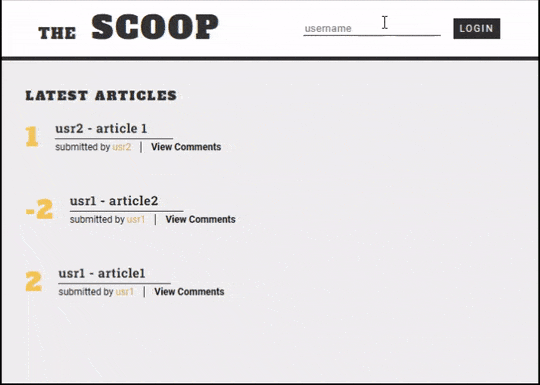 THE SCOOP
username
LOGIN
LATEST ARTICLES
1
usr2 - article 1
submitted by usr2 | View Comments
-2
usr1 - article2
submitted by usr1 | View Comments
2
usr1 - article1
submitted by usr1 | View Comments